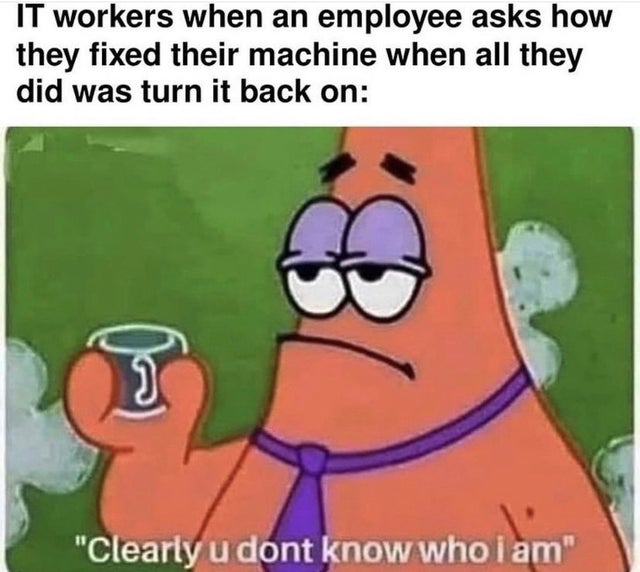 IT workers when an employee asks how
they fixed their machine when all they
did was turn it back on:
"Clearly u dont know who i am"